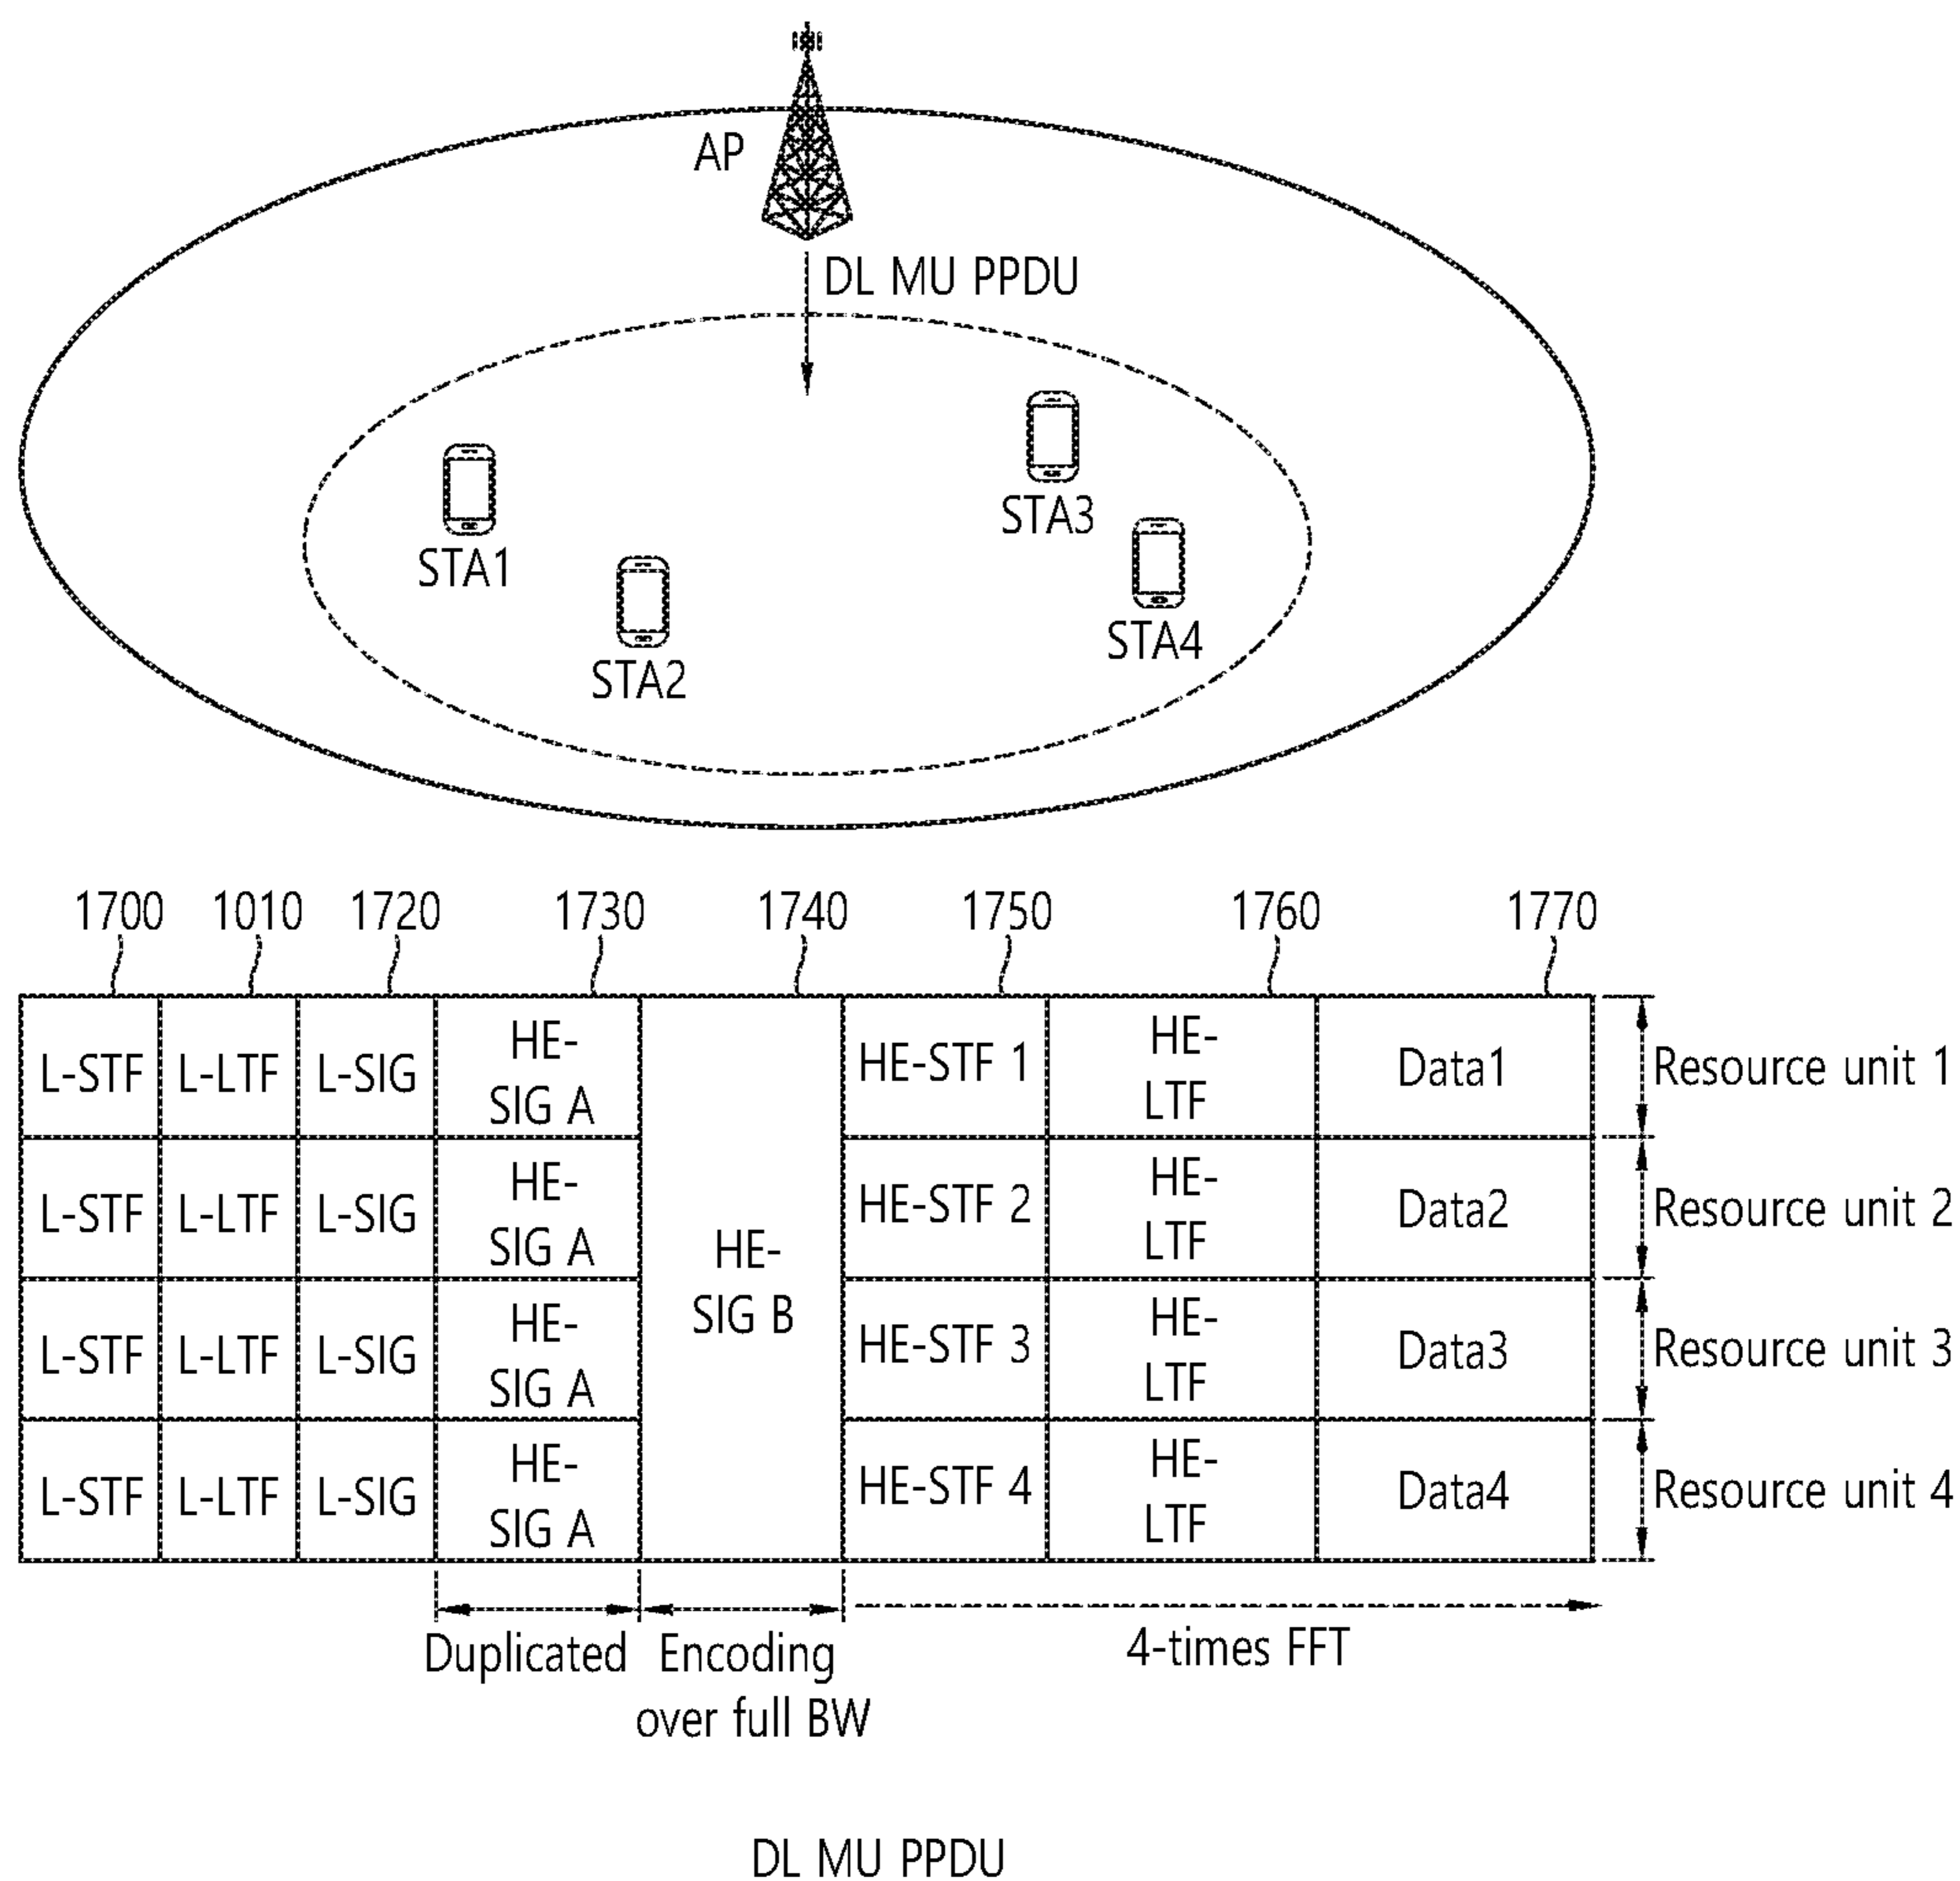 AP
DL MU PPDU
STA1
STA2
STA3
STA4
1700 1010 1720 1730 1740 1750 1760 1770
L-STF L-LTF L-SIG HE- SIG A HE-STF 1 HE- LTF Data1 Resource unit 1
L-STF L-LTF L-SIG HE- SIG A HE-STF 2 HE- LTF Data2 Resource unit 2
HE-
SIG B
L-STF L-LTF L-SIG HE- SIG A HE-STF 3 HE- LTF Data3 Resource unit 3
L-STF L-LTF L-SIG HE- SIG A HE-STF 4 HE- LTF Data4 Resource unit 4
Duplicated
Encoding
over full BW
4-times FFT
DL MU PPDU